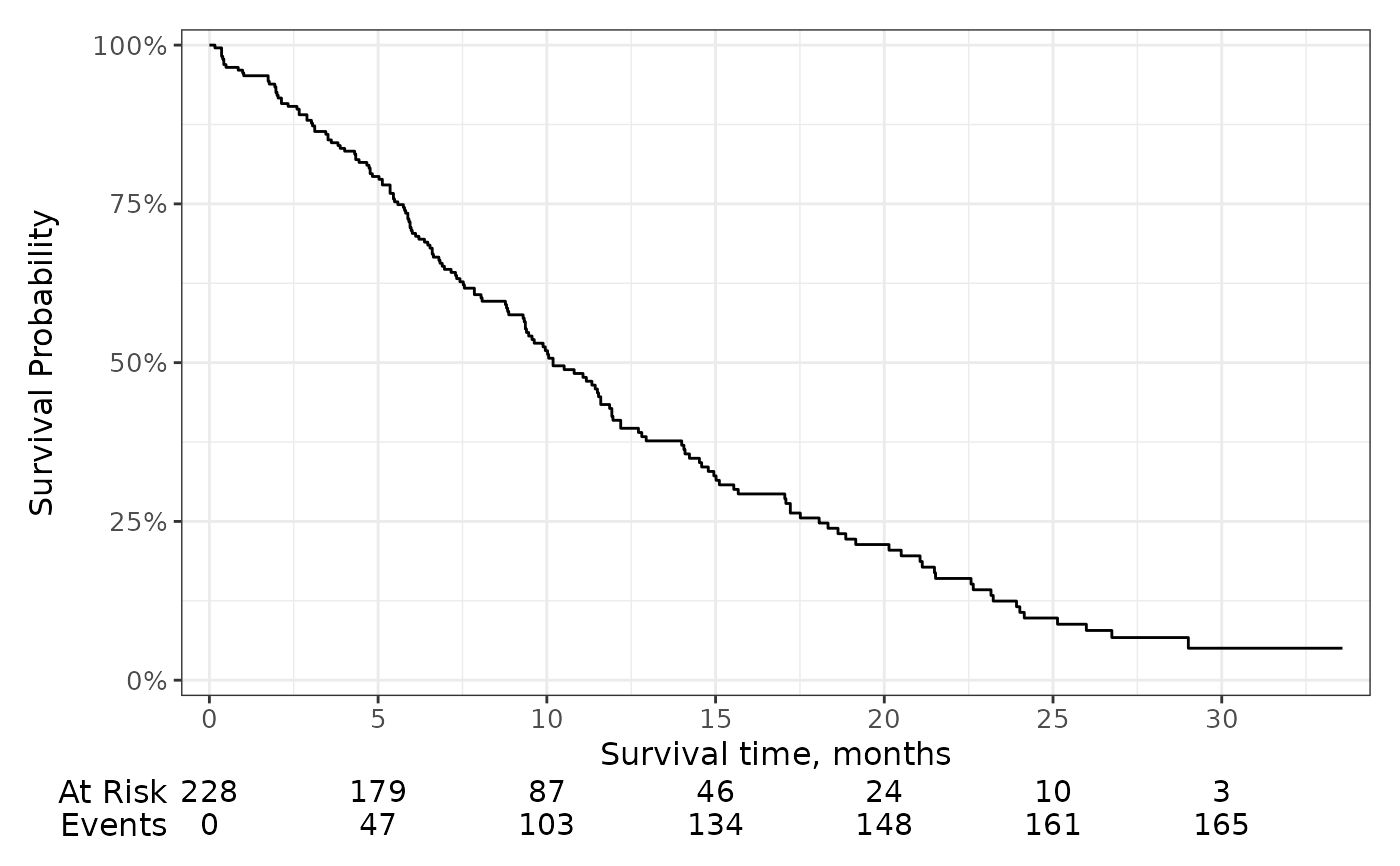 100%
75%
50%
25%
0%
Survival Probability
0 5 10 15 20 25 30
Survival time, months
At Risk 228 179 87 46 24 10 3
Events 0 47 103 134 148 161 165